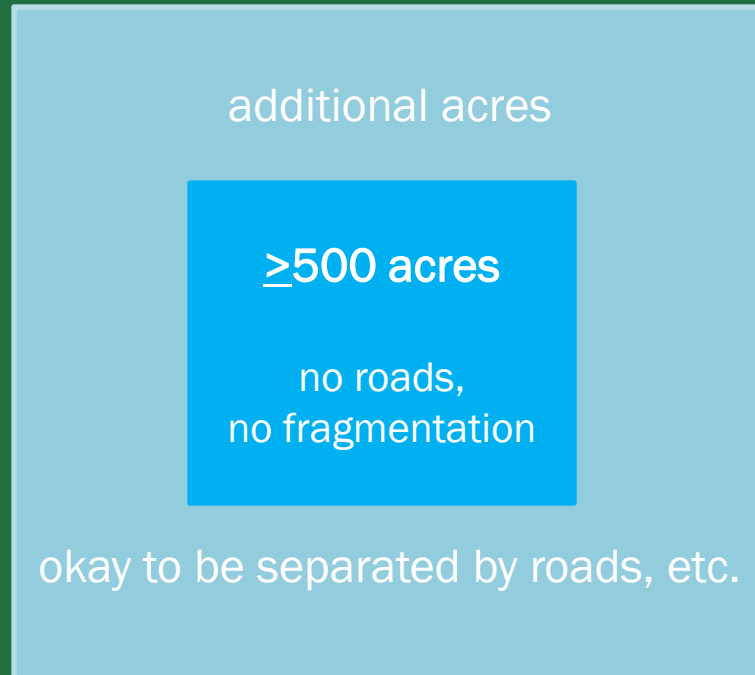 additional acres
≥500 acres
no roads,
no fragmentation
okay to be separated by roads, etc.